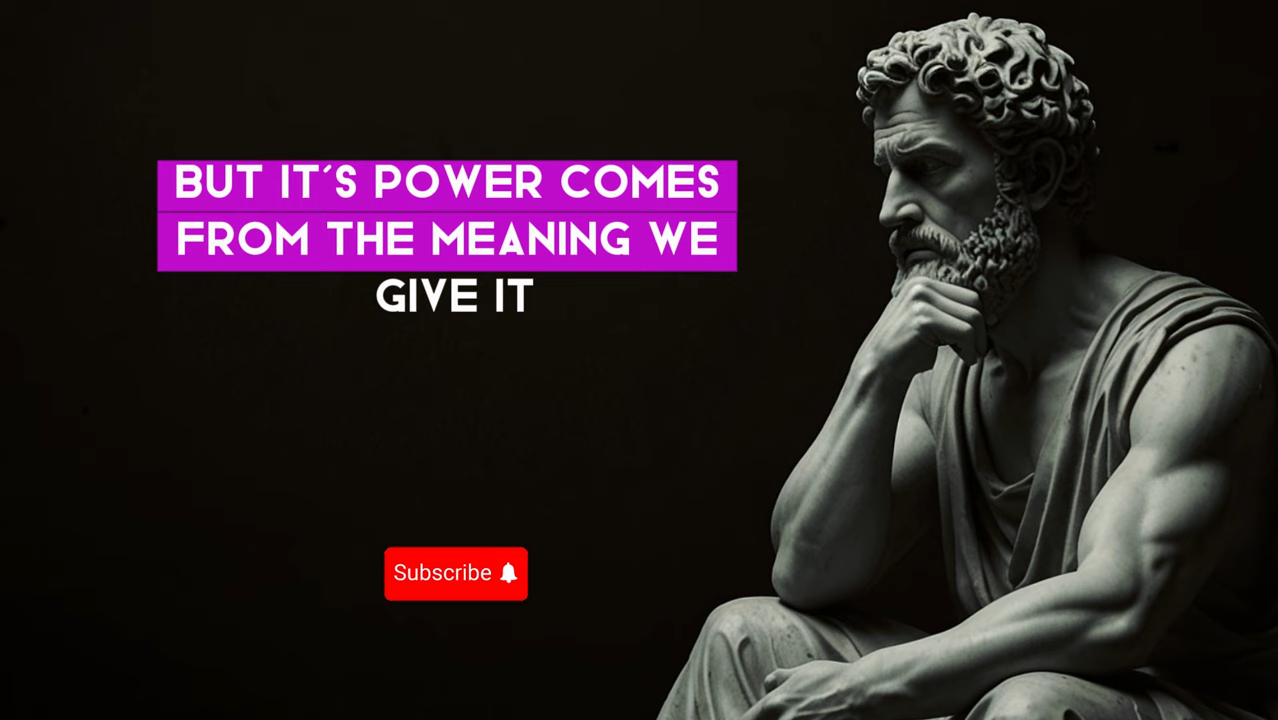 BUT IT´S POWER COMES
FROM THE MEANING WE
GIVE IT
Subscribe